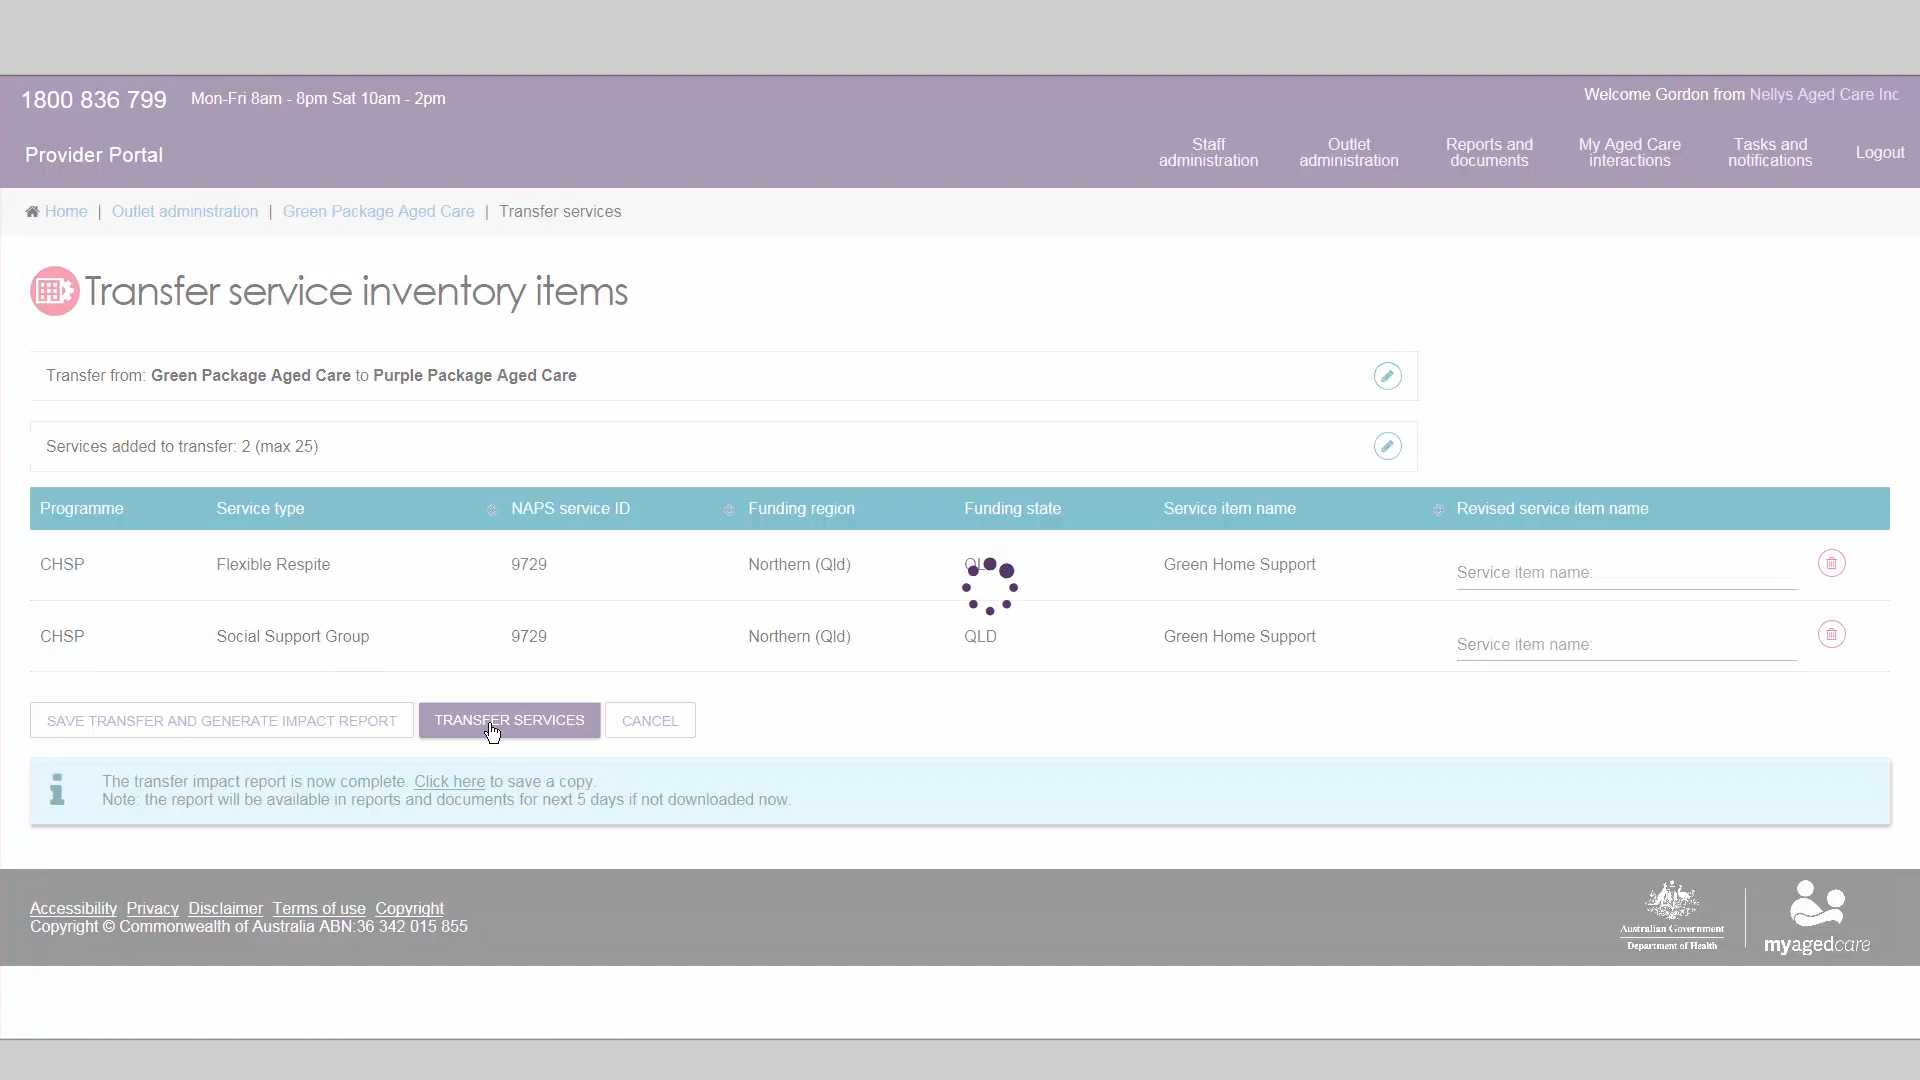 1800 836 799 Mon-Fri 8am - 8pm Sat 10am - 2pm
Welcome Gordon from Nellys Aged Care Inc
Provider Portal
Staff administration
Outlet administration
Reports and documents
My Aged Care interactions
Tasks and notifications
Logout
Home | Outlet administration | Green Package Aged Care | Transfer services
Transfer service inventory items
Transfer from: Green Package Aged Care to Purple Package Aged Care
Services added to transfer: 2 (max 25)
Programme Service type NAPS service ID Funding region Funding state Service item name Revised service item name
CHSP Flexible Respite 9729 Northern (Qld) QLD Green Home Support Service item name:
CHSP Social Support Group 9729 Northern (Qld) QLD Green Home Support Service item name:
SAVE TRANSFER AND GENERATE IMPACT REPORT TRANSFER SERVICES CANCEL
The transfer impact report is now complete. Click here to save a copy.
Note: the report will be available in reports and documents for next 5 days if not downloaded now.
Accessibility Privacy Disclaimer Terms of use Copyright
Copyright © Commonwealth of Australia ABN:36 342 015 855
Australian Government
Department of Health
myagedcare